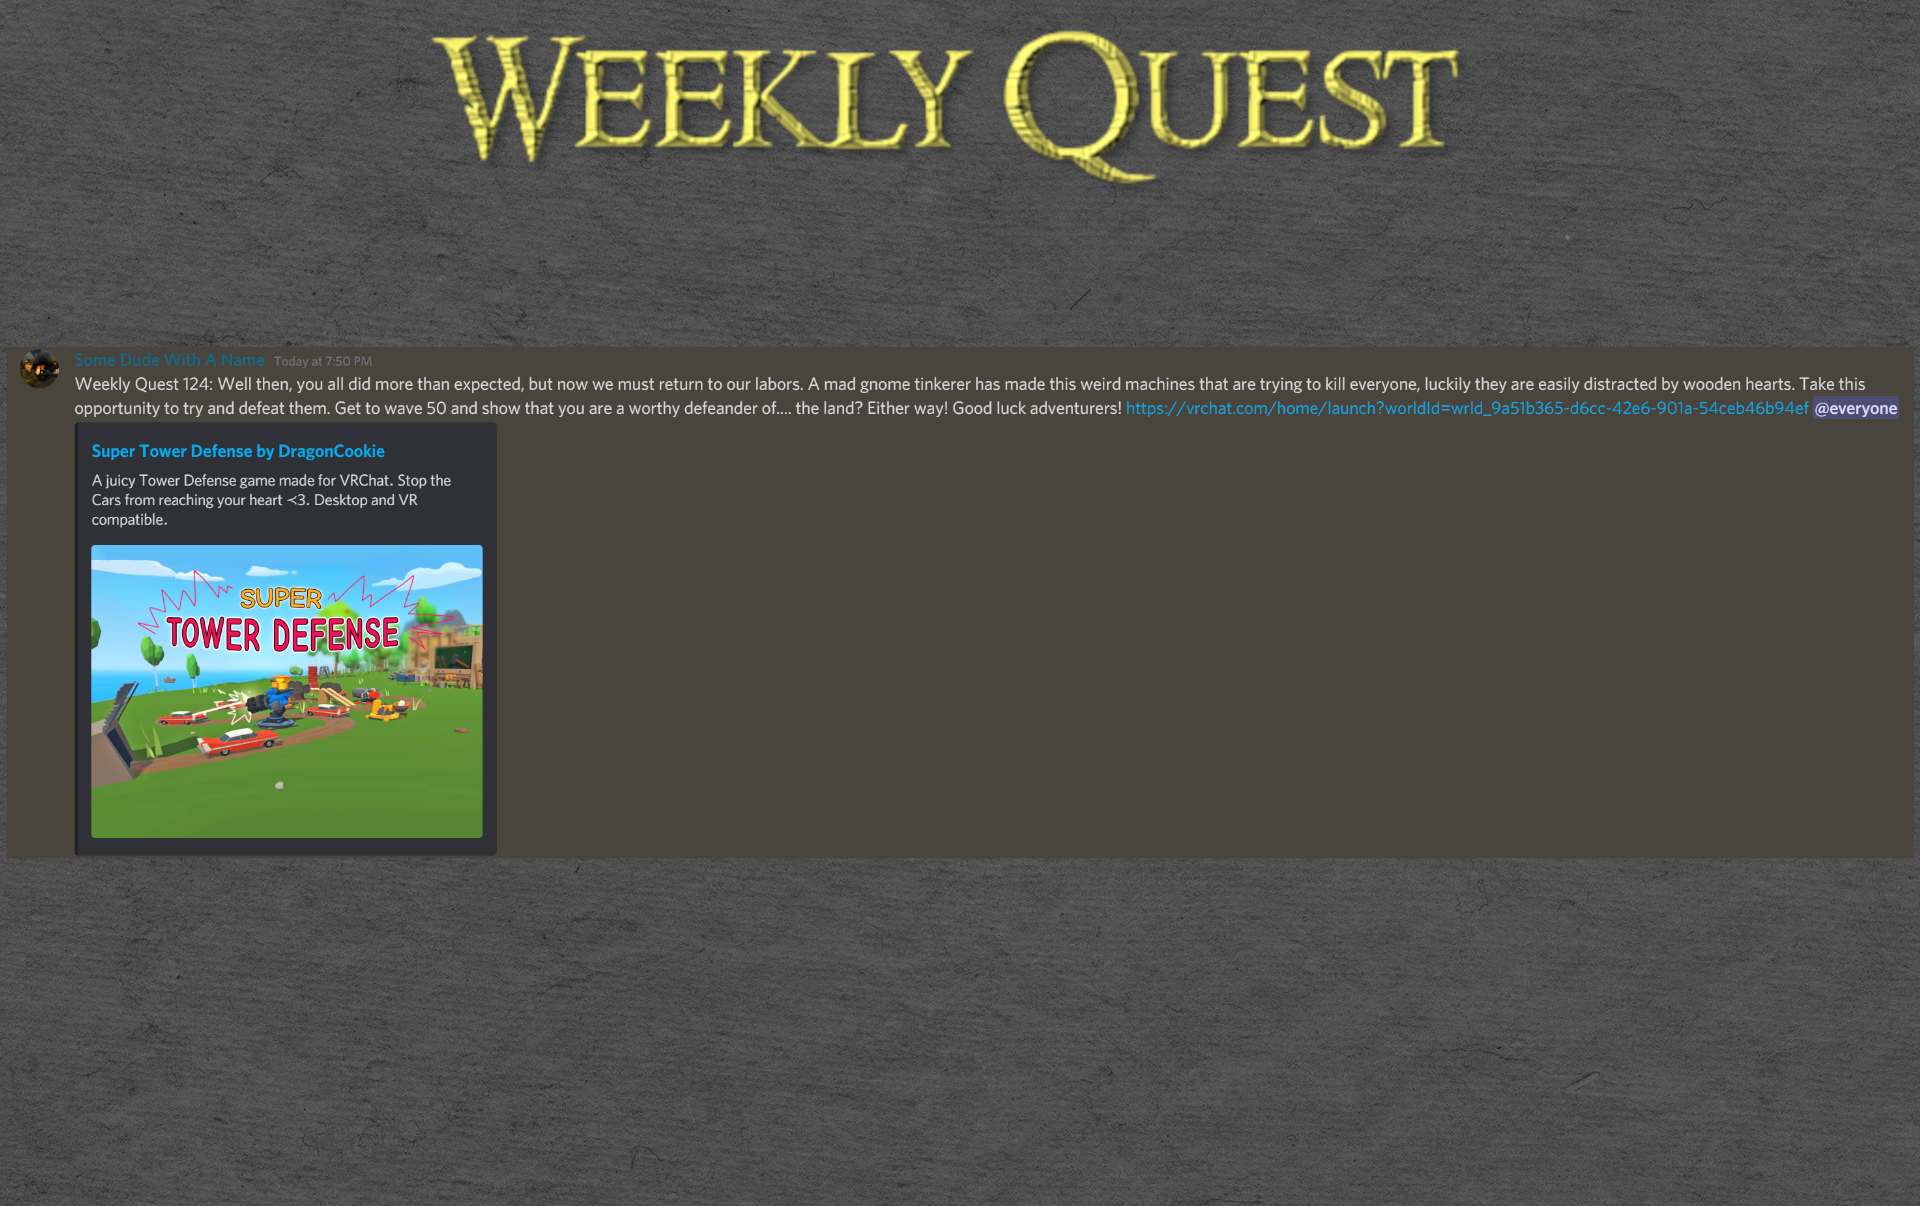 WEEKLY QUEST
Some Dude With A Name Today at 7:50 PM
Weekly Quest 124: Well then, you all did more than expected, but now we must return to our labors. A mad gnome tinkerer has made this weird machines that are trying to kill everyone, luckily they are easily distracted by wooden hearts. Take this
opportunity to try and defeat them. Get to wave 50 and show that you are a worthy defeander of.... the land? Either way! Good luck adventurers! https://vrchat.com/home/launch?worldId=wrld_9a51b365-d6cc-42e6-901a-54ceb46b94ef @everyone
Super Tower Defense by DragonCookie
A juicy Tower Defense game made for VRChat. Stop the
Cars from reaching your heart <3. Desktop and VR
compatible.
SUPER
TOWER DEFENSE